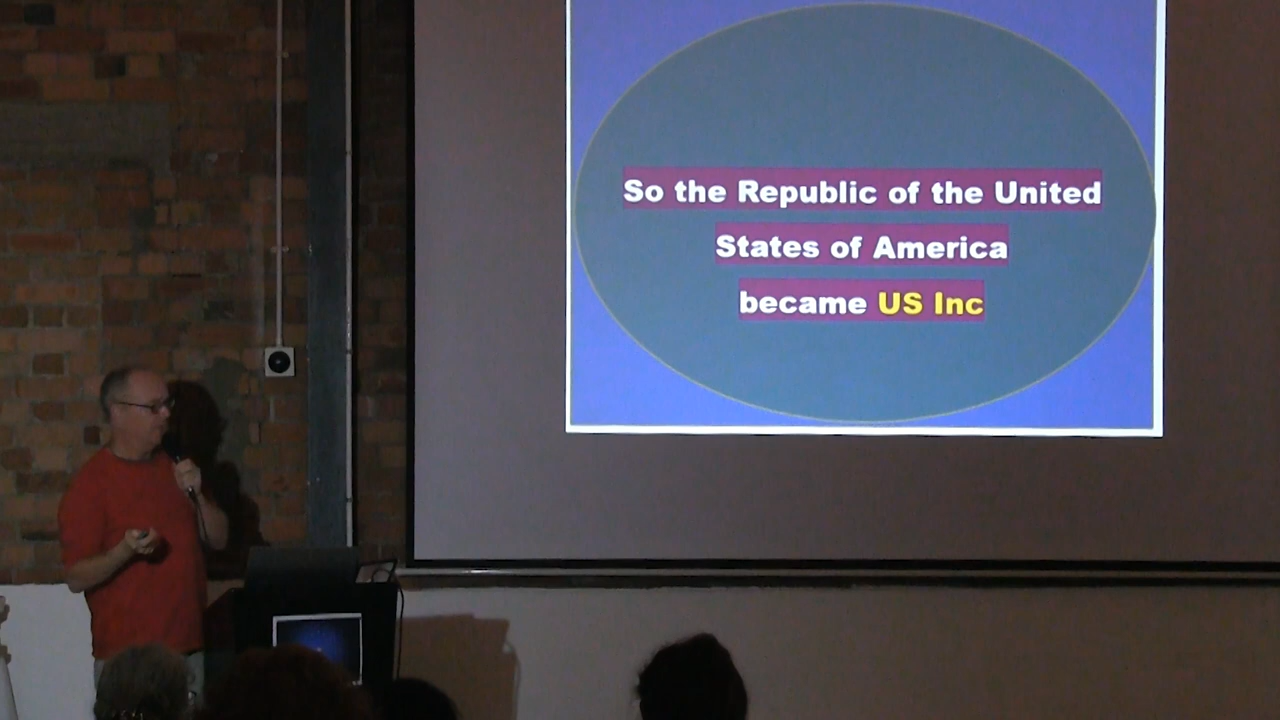 So the Republic of the United
States of America
became US Inc